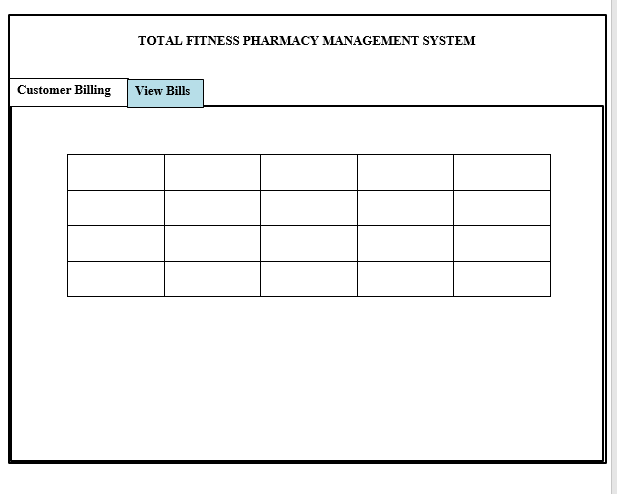 TOTAL FITNESS PHARMACY MANAGEMENT SYSTEM
Customer Billing
View Bills